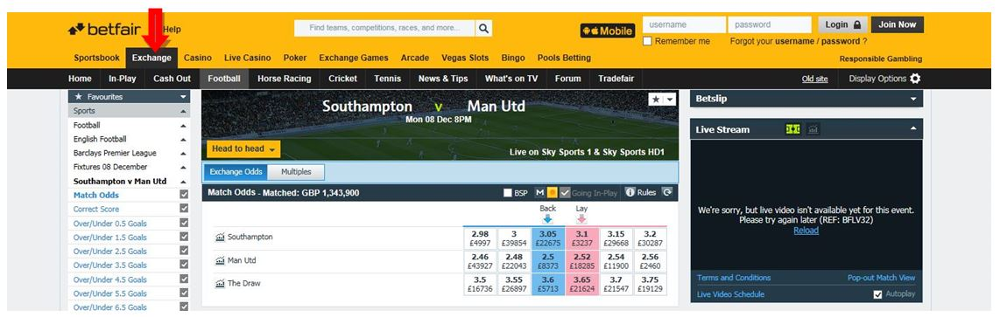 betfair
Help
Find teams, competitions, races, and more...
Mobile
username
password
Login
Join Now
Remember me
Forgot your username / password ?
Sportsbook Exchange Casino Live Casino Poker Exchange Games Arcade Vegas Slots Bingo Pools Betting
Responsible Gambling
Home In-Play Cash Out Football Horse Racing Cricket Tennis News & Tips What's on TV Forum Tradefair
Old site Display Options
Favourites
Sports
Football
English Football
Barclays Premier League
Fixtures 08 December
Southampton v Man Utd
Match Odds
Correct Score
Over/Under 0.5 Goals
Over/Under 1.5 Goals
Over/Under 2.5 Goals
Over/Under 3.5 Goals
Over/Under 4.5 Goals
Over/Under 5.5 Goals
Over/Under 6.5 Goals
Southampton v Man Utd
Mon 08 Dec 8PM
Head to head
Live on Sky Sports 1 & Sky Sports HD1
Exchange Odds Multiples
Match Odds - Matched: GBP 1,343,900
BSP M Going In-Play Rules
Back Lay
Southampton
2.98 3 3.05 3.1 3.15 3.2
£4997 £39854 £22675 £3237 £29668 £30287
Man Utd
2.46 2.48 2.5 2.52 2.54 2.56
£43927 £22043 £8373 £18285 £11900 £2460
The Draw
3.5 3.55 3.6 3.65 3.7 3.75
£16736 £26897 £5713 £21624 £21547 £19129
Betslip
Live Stream
We're sorry, but live video isn't available yet for this event.
Please try again later (REF: BFLV32)
Reload
Terms and Conditions Pop-out Match View
Live Video Schedule Autoplay